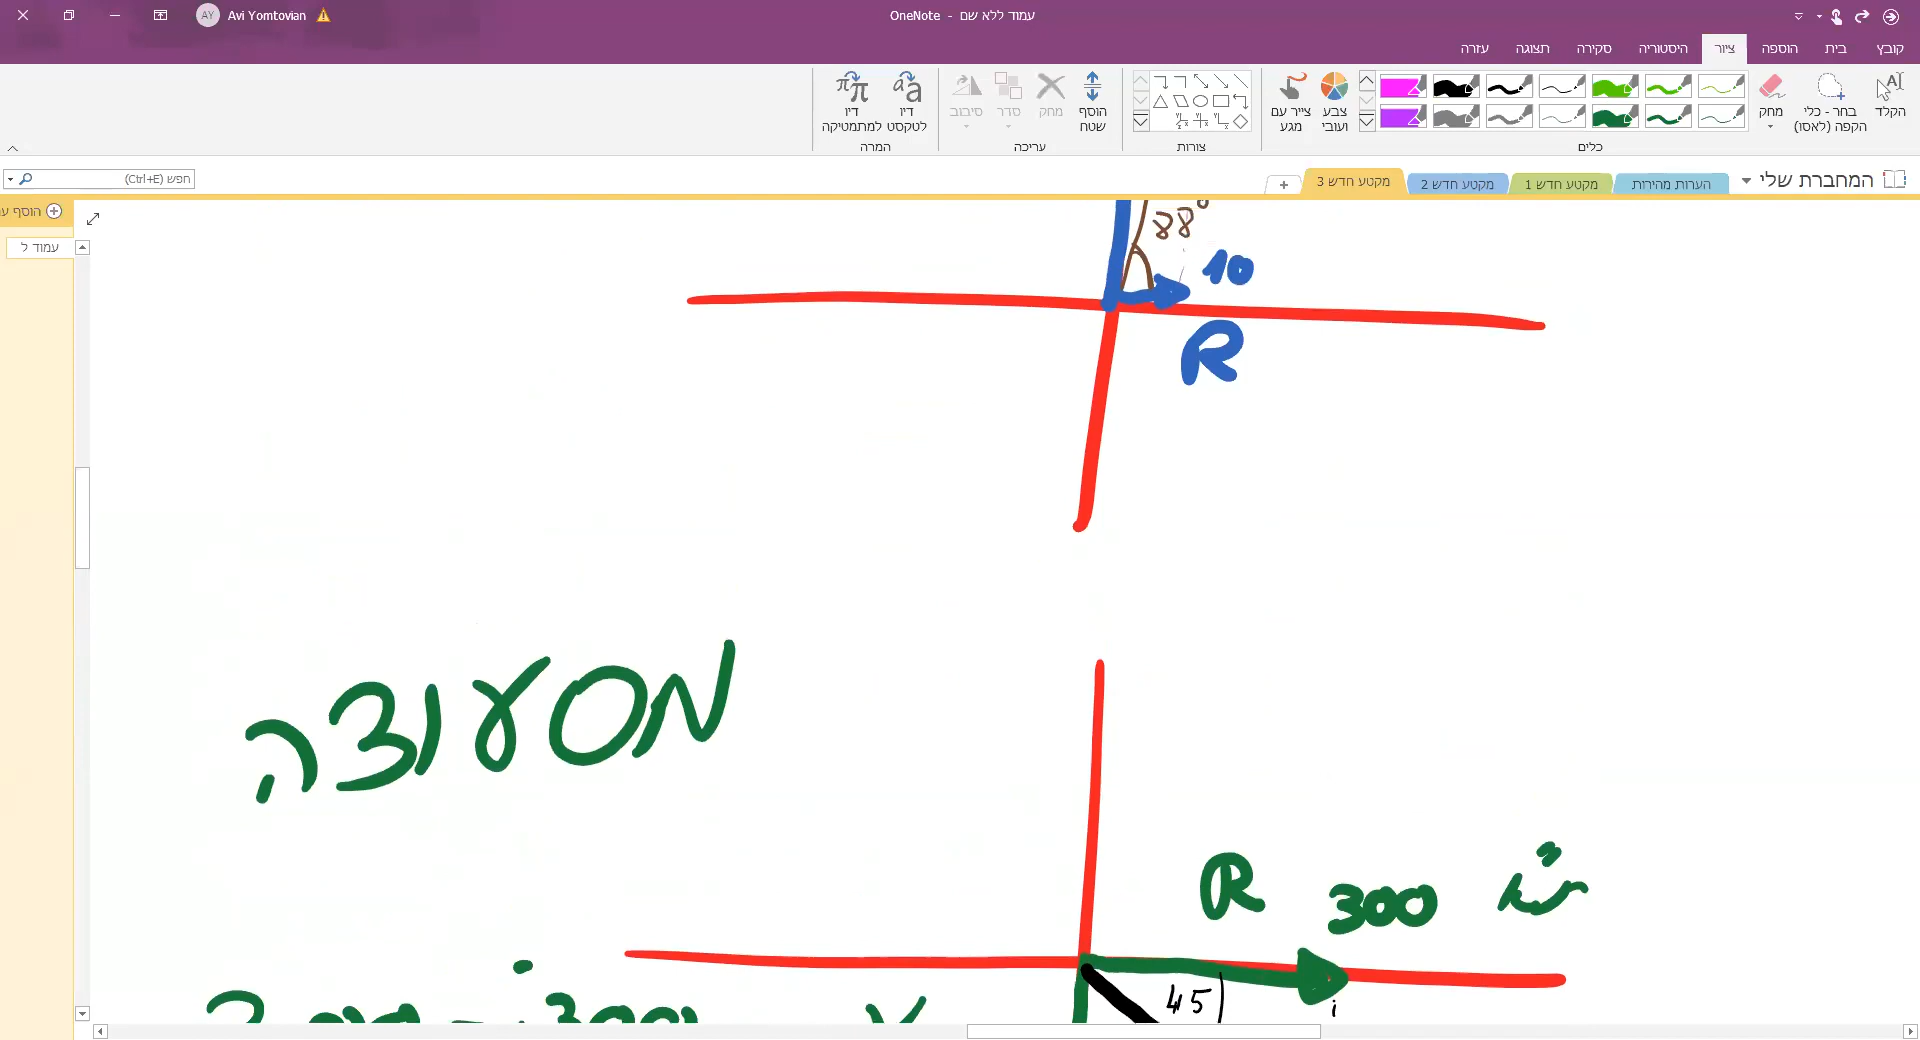 Avi Yomtovian
עמוד ללא שם - OneNote
קובץ
בית
הוספה
ציור
היסטוריה
סקירה
תצוגה
עזרה
הקלד
בחר - כלי הקפה (לאסו)
מחק
כלים
צבע ועובי
צייר עם מגע
צורות
הוסף שטח
מחק
סדר
סיבוב
עריכה
דיו לטקסט
דיו למתמטיקה
המרה
המחברת שלי
הערות מהירות
מקטע חדש 1
מקטע חדש 2
מקטע חדש 3
חפש (Ctrl+E)
הוסף עמ
עמוד ל
88°
10
R
מסעוצה
R 300
45